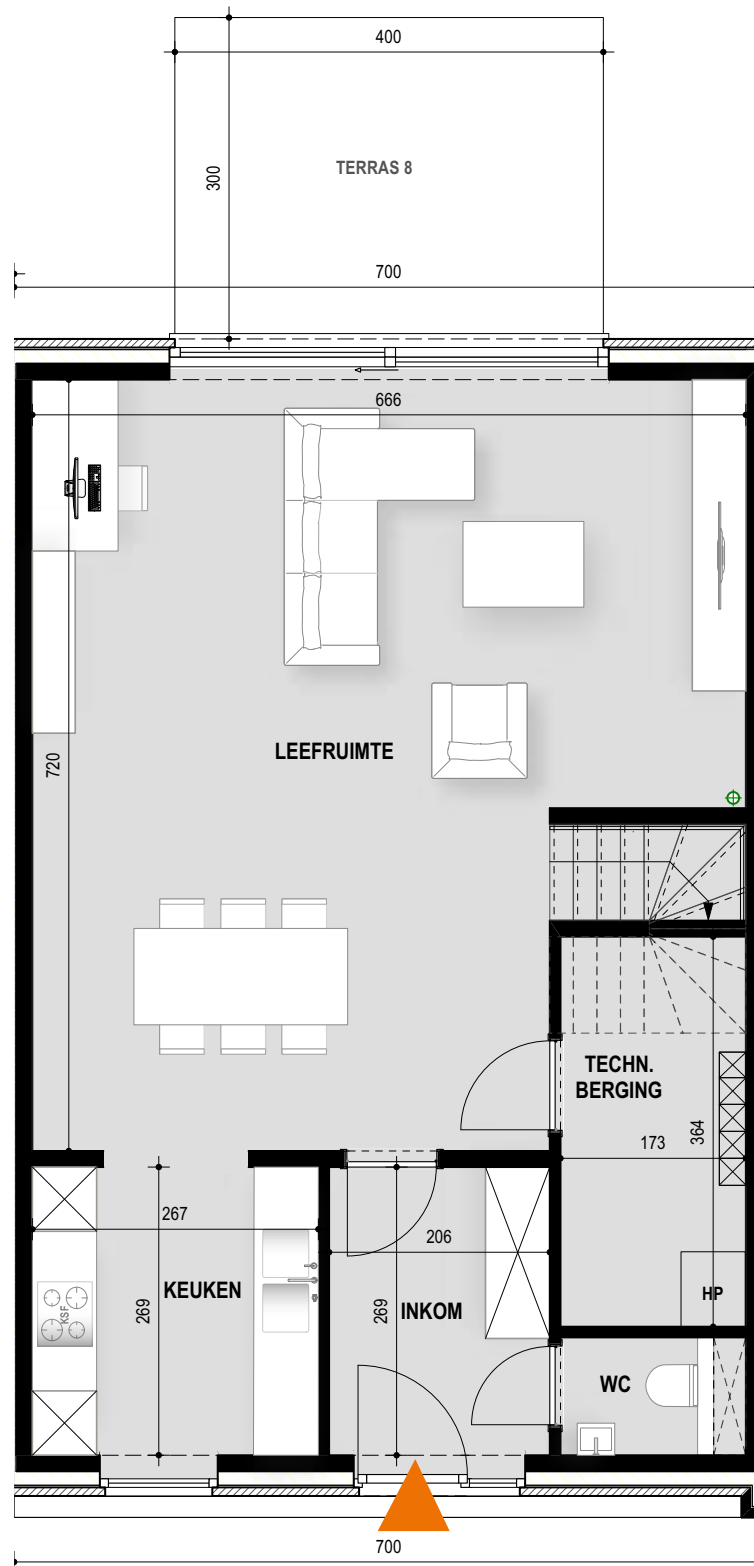 400
300
TERRAS 8
700
666
LEEFRUIMTE
720
TECHN.
BERGING
173
364
267
206
KEUKEN
269
KSF
269
INKOM
HP
WC
700